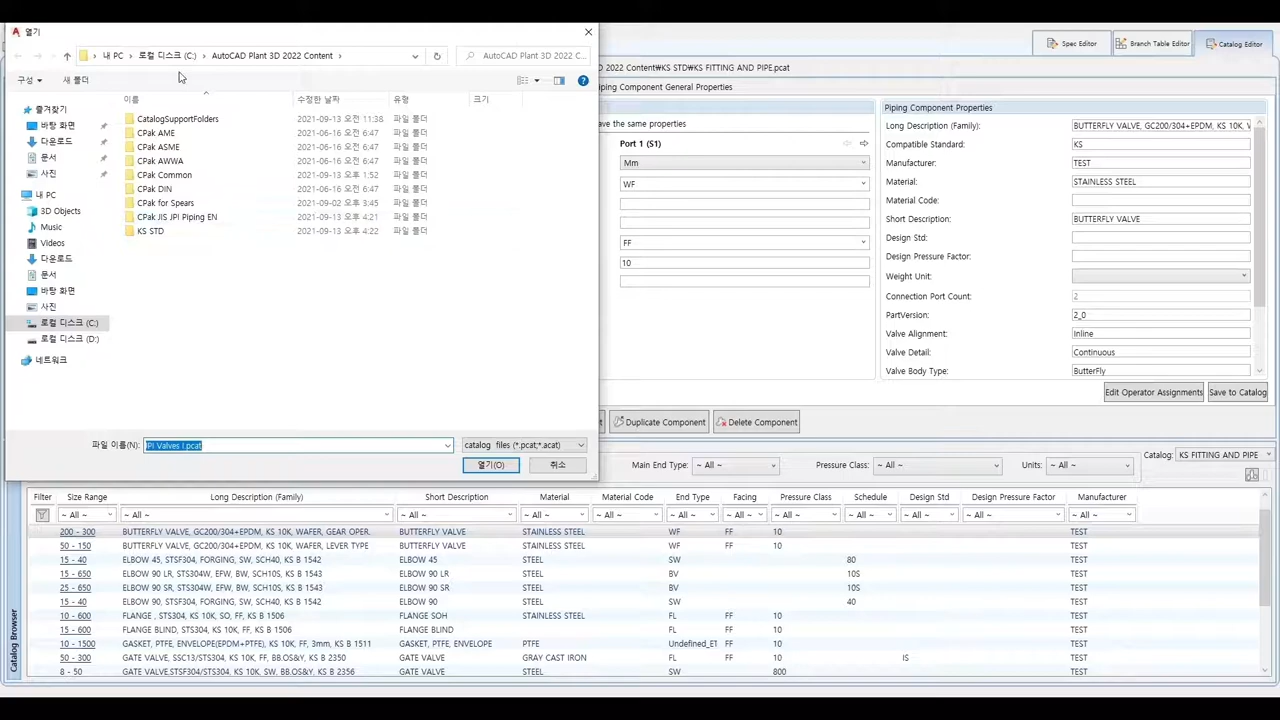 열기
내 PC > 로컬 디스크 (C:) > AutoCAD Plant 3D 2022 Content >
AutoCAD Plant 3D 2022 C...
구성 새 폴더
이름 수정한 날짜 유형 크기
CatalogSupportFolders 2021-09-13 오전 11:38 파일 폴더
CPak AME 2021-06-16 오전 6:47 파일 폴더
CPak ASME 2021-06-16 오전 6:47 파일 폴더
CPak AWWA 2021-06-16 오전 6:47 파일 폴더
CPak Common 2021-09-13 오후 1:52 파일 폴더
CPak DIN 2021-06-16 오전 6:47 파일 폴더
CPak for Spears 2021-09-02 오후 3:45 파일 폴더
CPak JIS JPI Piping EN 2021-09-13 오후 4:21 파일 폴더
KS STD 2021-09-13 오후 4:22 파일 폴더
즐겨찾기
바탕 화면
다운로드
문서
사진
내 PC
3D Objects
Music
Videos
다운로드
문서
바탕 화면
사진
로컬 디스크 (C:)
로컬 디스크 (D:)
네트워크
파일 이름(N): JPI Valves I.pcat catalog files (*.pcat;*.acat)
열기(O) 취소
Spec Editor Branch Table Editor Catalog Editor
D 2022 Content₩KS STD₩KS FITTING AND PIPE.pcat
Piping Component General Properties
ave the same properties
Port 1 (S1)
Mm
WF
FF
10
Piping Component Properties
Long Description (Family): BUTTERFLY VALVE, GC200/304+EPDM, KS 10K, W
Compatible Standard: KS
Manufacturer: TEST
Material: STAINLESS STEEL
Material Code:
Short Description: BUTTERFLY VALVE
Design Std:
Design Pressure Factor:
Weight Unit:
Connection Port Count: 2
PartVersion: 2_0
Valve Alignment: Inline
Valve Detail: Continuous
Valve Body Type: ButterFly
Edit Operator Assignments Save to Catalog
t Duplicate Component Delete Component
Catalog: KS FITTING AND PIPE
Main End Type: ~ All ~ Pressure Class: ~ All ~ Units: ~ All ~
Filter Size Range Long Description (Family) Short Description Material Material Code End Type Facing Pressure Class Schedule Design Std Design Pressure Factor Manufacturer
~ All ~ ~ All ~ ~ All ~ ~ All ~ ~ All ~ ~ All ~ ~ All ~ ~ All ~ ~ All ~ ~ All ~ ~ All ~ ~ All ~
200 - 300 BUTTERFLY VALVE, GC200/304+EPDM, KS 10K, WAFER, GEAR OPER... BUTTERFLY VALVE STAINLESS STEEL WF FF 10 TEST
50 - 150 BUTTERFLY VALVE, GC200/304+EPDM, KS 10K, WAFER, LEVER TYPE BUTTERFLY VALVE STAINLESS STEEL WF FF 10 TEST
15 - 40 ELBOW 45, STSF304, FORGING, SW, SCH40, KS B 1542 ELBOW 45 STEEL SW 80 TEST
15 - 650 ELBOW 90 LR, STS304W, EFW, BW, SCH10S, KS B 1543 ELBOW 90 LR STEEL BV 10S TEST
25 - 650 ELBOW 90 SR, STS304W, EFW, BW, SCH10S, KS B 1543 ELBOW 90 SR STEEL BV 10S TEST
15 - 40 ELBOW 90, STSF304, FORGING, SW, SCH40, KS B 1542 ELBOW 90 STEEL SW 40 TEST
10 - 600 FLANGE , STS304, KS 10K, SO, FF, KS B 1506 FLANGE SOH STAINLESS STEEL FL FF 10 TEST
15 - 600 FLANGE BLIND, STS304, KS 10K, FF, KS B 1506 FLANGE BLIND STEEL FL FF 10 TEST
10 - 1500 GASKET, PTFE, ENVELOPE(EPDM+PTFE), KS 10K, FF, 3mm, KS B 1511 GASKET, PTFE, ENVELOPE PTFE Undefined_ET FF 10 TEST
50 - 300 GATE VALVE, SSC13/STS304, KS 10K, FF, BB.OS&Y, KS B 2350 GATE VALVE GRAY CAST IRON FL FF 10 IS TEST
8 - 50 GATE VALVE,STSF304/STS304, KS 10K, SW, BB.OS&Y, KS B 2356 GATE VALVE STEEL SW 800 TEST
Catalog Browser